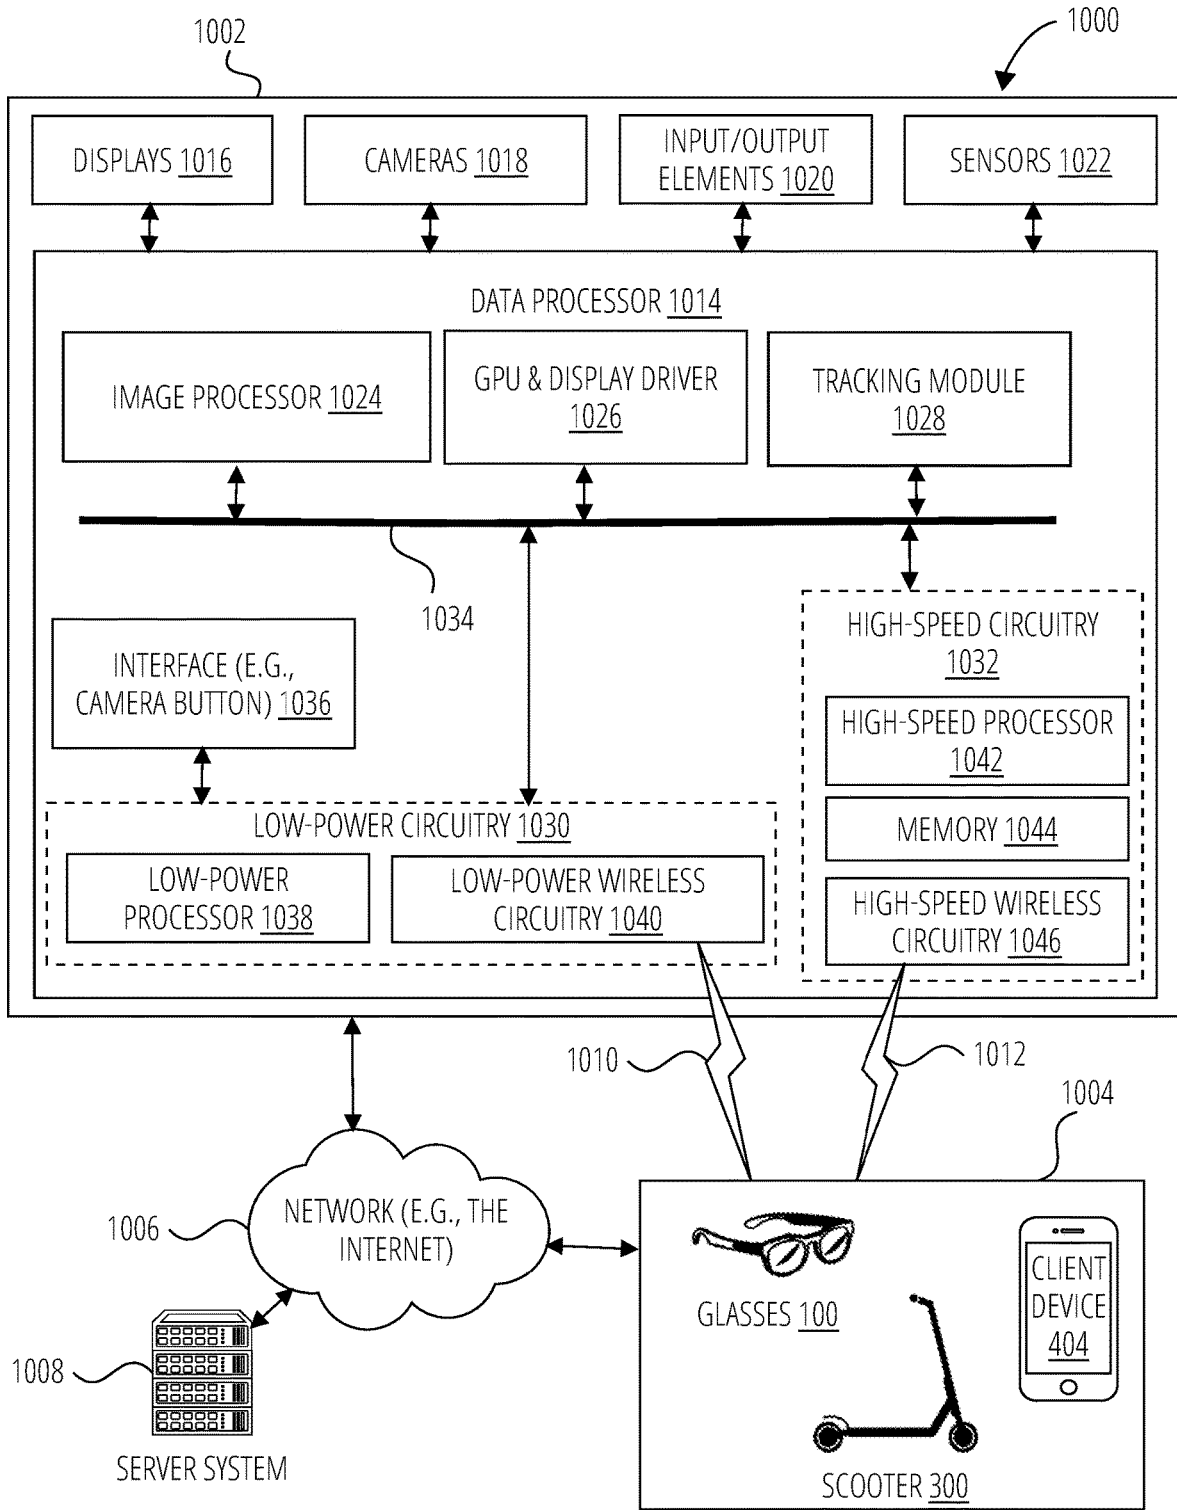 1000
1002
DISPLAYS 1016
CAMERAS 1018
INPUT/OUTPUT
ELEMENTS 1020
SENSORS 1022
DATA PROCESSOR 1014
IMAGE PROCESSOR 1024
GPU & DISPLAY DRIVER
1026
TRACKING MODULE
1028
1034
INTERFACE (E.G.,
CAMERA BUTTON) 1036
HIGH-SPEED CIRCUITRY
1032
HIGH-SPEED PROCESSOR
1042
MEMORY 1044
HIGH-SPEED WIRELESS
CIRCUITRY 1046
LOW-POWER CIRCUITRY 1030
LOW-POWER
PROCESSOR 1038
LOW-POWER WIRELESS
CIRCUITRY 1040
1010
1012
1004
1006
NETWORK (E.G., THE
INTERNET)
GLASSES 100
CLIENT
DEVICE
404
1008
SERVER SYSTEM
SCOOTER 300